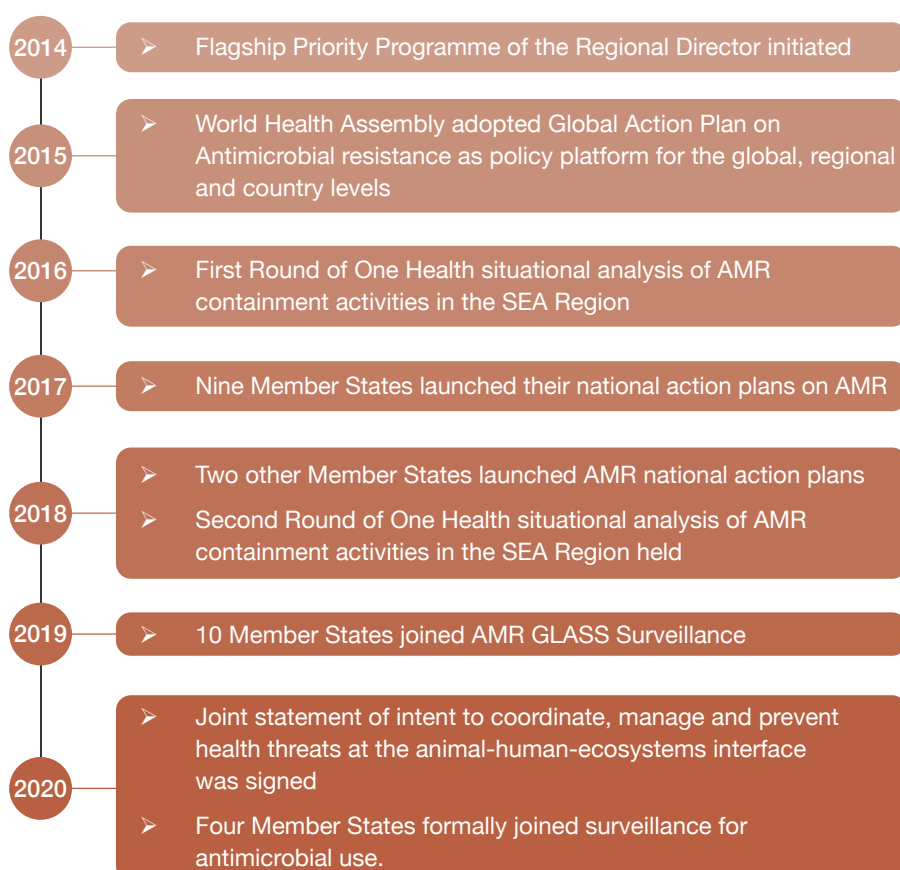 2014
➢ Flagship Priority Programme of the Regional Director initiated
2015
➢ World Health Assembly adopted Global Action Plan on
Antimicrobial resistance as policy platform for the global, regional
and country levels
2016
➢ First Round of One Health situational analysis of AMR
containment activities in the SEA Region
2017
➢ Nine Member States launched their national action plans on AMR
2018
➢ Two other Member States launched AMR national action plans
➢ Second Round of One Health situational analysis of AMR
containment activities in the SEA Region held
2019
➢ 10 Member States joined AMR GLASS Surveillance
2020
➢ Joint statement of intent to coordinate, manage and prevent
health threats at the animal-human-ecosystems interface
was signed
➢ Four Member States formally joined surveillance for
antimicrobial use.